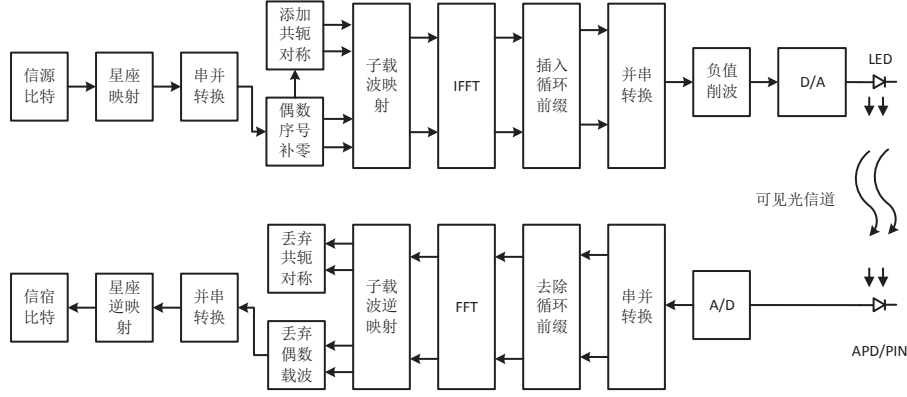 信源
比特
星座
映射
串并
转换
添加
共轭
对称
偶数
序号
补零
子载
波映
射
IFFT
插入
循环
前缀
并串
转换
负值
削波
D/A
LED
可见光信道
信宿
比特
星座
逆映
射
并串
转换
丢弃
共轭
对称
丢弃
偶数
载波
子载
波逆
映射
FFT
去除
循环
前缀
串并
转换
A/D
APD/PIN